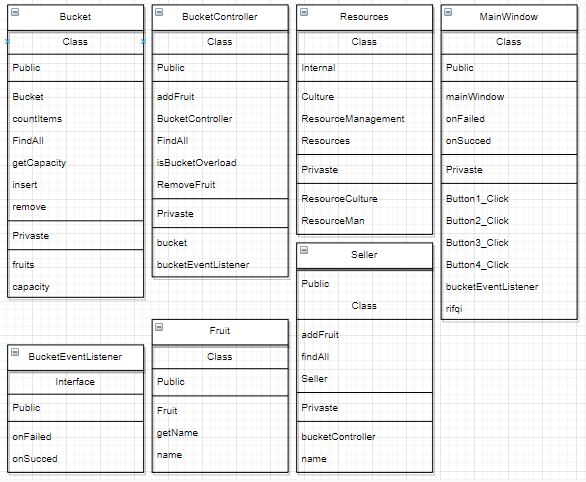 Bucket
Class
Public
Bucket
countItems
FindAll
getCapacity
insert
remove
Privaste
fruits
capacity
BucketController
Class
Public
addFruit
BucketController
FindAll
isBucketOverload
RemoveFruit
Privaste
bucket
bucketEventListener
Resources
Class
Internal
Culture
ResourceManagement
Resources
Privaste
ResourceCulture
ResourceMan
MainWindow
Class
Public
mainWindow
onFailed
onSucced
Privaste
Button1_Click
Button2_Click
Button3_Click
Button4_Click
bucketEventListener
rifqi
BucketEventListener
Interface
Public
onFailed
onSucced
Fruit
Class
Public
Fruit
getName
name
Seller
Public
Class
addFruit
findAll
Seller
Privaste
bucketController
name